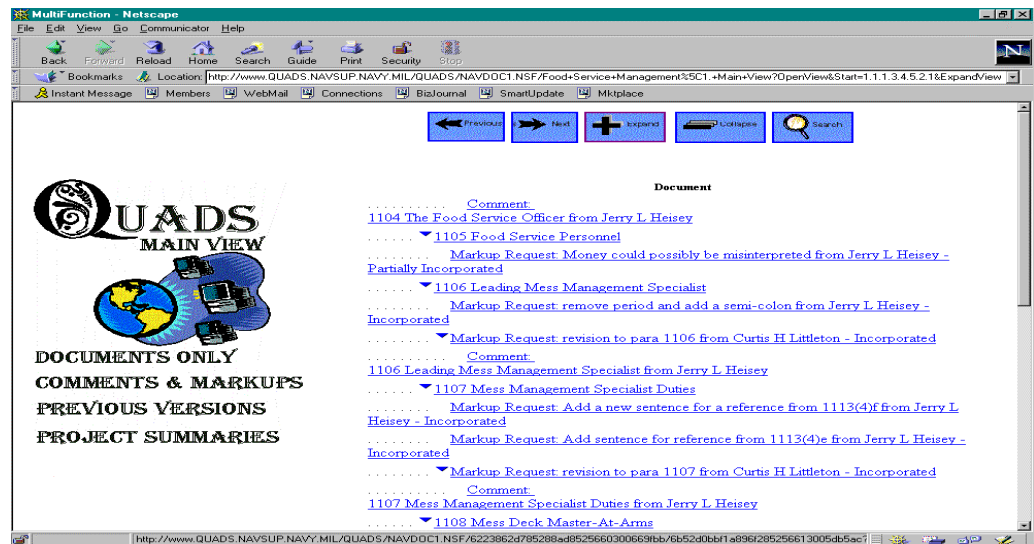 MultiFunction - Netscape
File Edit View Go Communicator Help
Back Forward Reload Home Search Guide Print Security Stop
N
Bookmarks Location: http://www.QUADS.NAVSUP.NAVY.MIL/QUADS/NAVDOC1.NSF/Food+Service+Management%5C1.+Main+View?OpenView&Start=1.1.1.3.4.5.2.1&ExpandView
Instant Message Members WebMail Connections BizJournal SmartUpdate Mktplace
Previous Next Expand Collapse Search
Document
. . . . . . . . . . Comment:
1104 The Food Service Officer from Jerry L Heisey
. . . . . . 1105 Food Service Personnel
. . . . . . . . Markup Request: Money could possibly be misinterpreted from Jerry L Heisey -
Partially Incorporated
. . . . . . 1106 Leading Mess Management Specialist
. . . . . . . . Markup Request: remove period and add a semi-colon from Jerry L Heisey -
Incorporated
. . . . . . . . Markup Request: revision to para 1106 from Curtis H Littleton - Incorporated
. . . . . . . . . . Comment:
1106 Leading Mess Management Specialist from Jerry L Heisey
. . . . . . 1107 Mess Management Specialist Duties
. . . . . . . . Markup Request: Add a new sentence for a reference from 1113(4)f from Jerry L
Heisey - Incorporated
. . . . . . . . Markup Request: Add sentence for reference from 1113(4)e from Jerry L Heisey -
Incorporated
. . . . . . . . Markup Request: revision to para 1107 from Curtis H Littleton - Incorporated
. . . . . . . . . . Comment:
1107 Mess Management Specialist Duties from Jerry L Heisey
. . . . . . 1108 Mess Deck Master-At-Arms
QUADS
MAIN VIEW
DOCUMENTS ONLY
COMMENTS & MARKUPS
PREVIOUS VERSIONS
PROJECT SUMMARIES